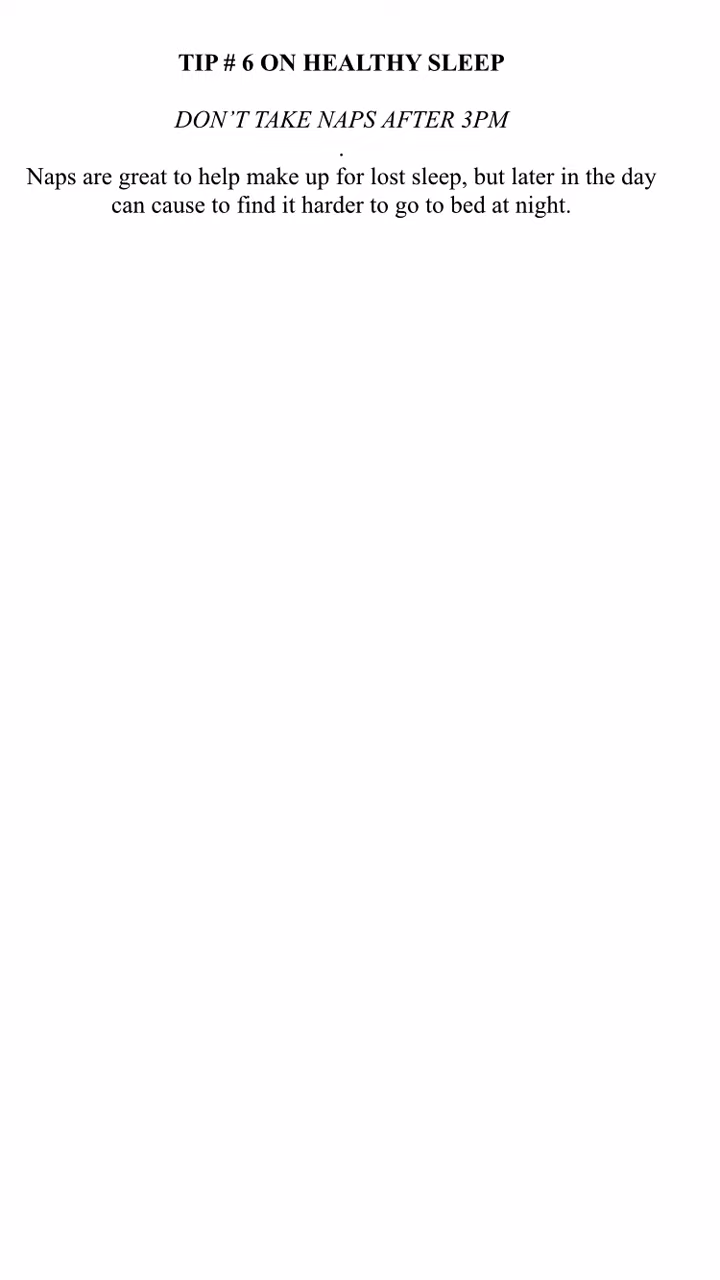 TIP # 6 ON HEALTHY SLEEP
DON’T TAKE NAPS AFTER 3PM
.
Naps are great to help make up for lost sleep, but later in the day
can cause to find it harder to go to bed at night.